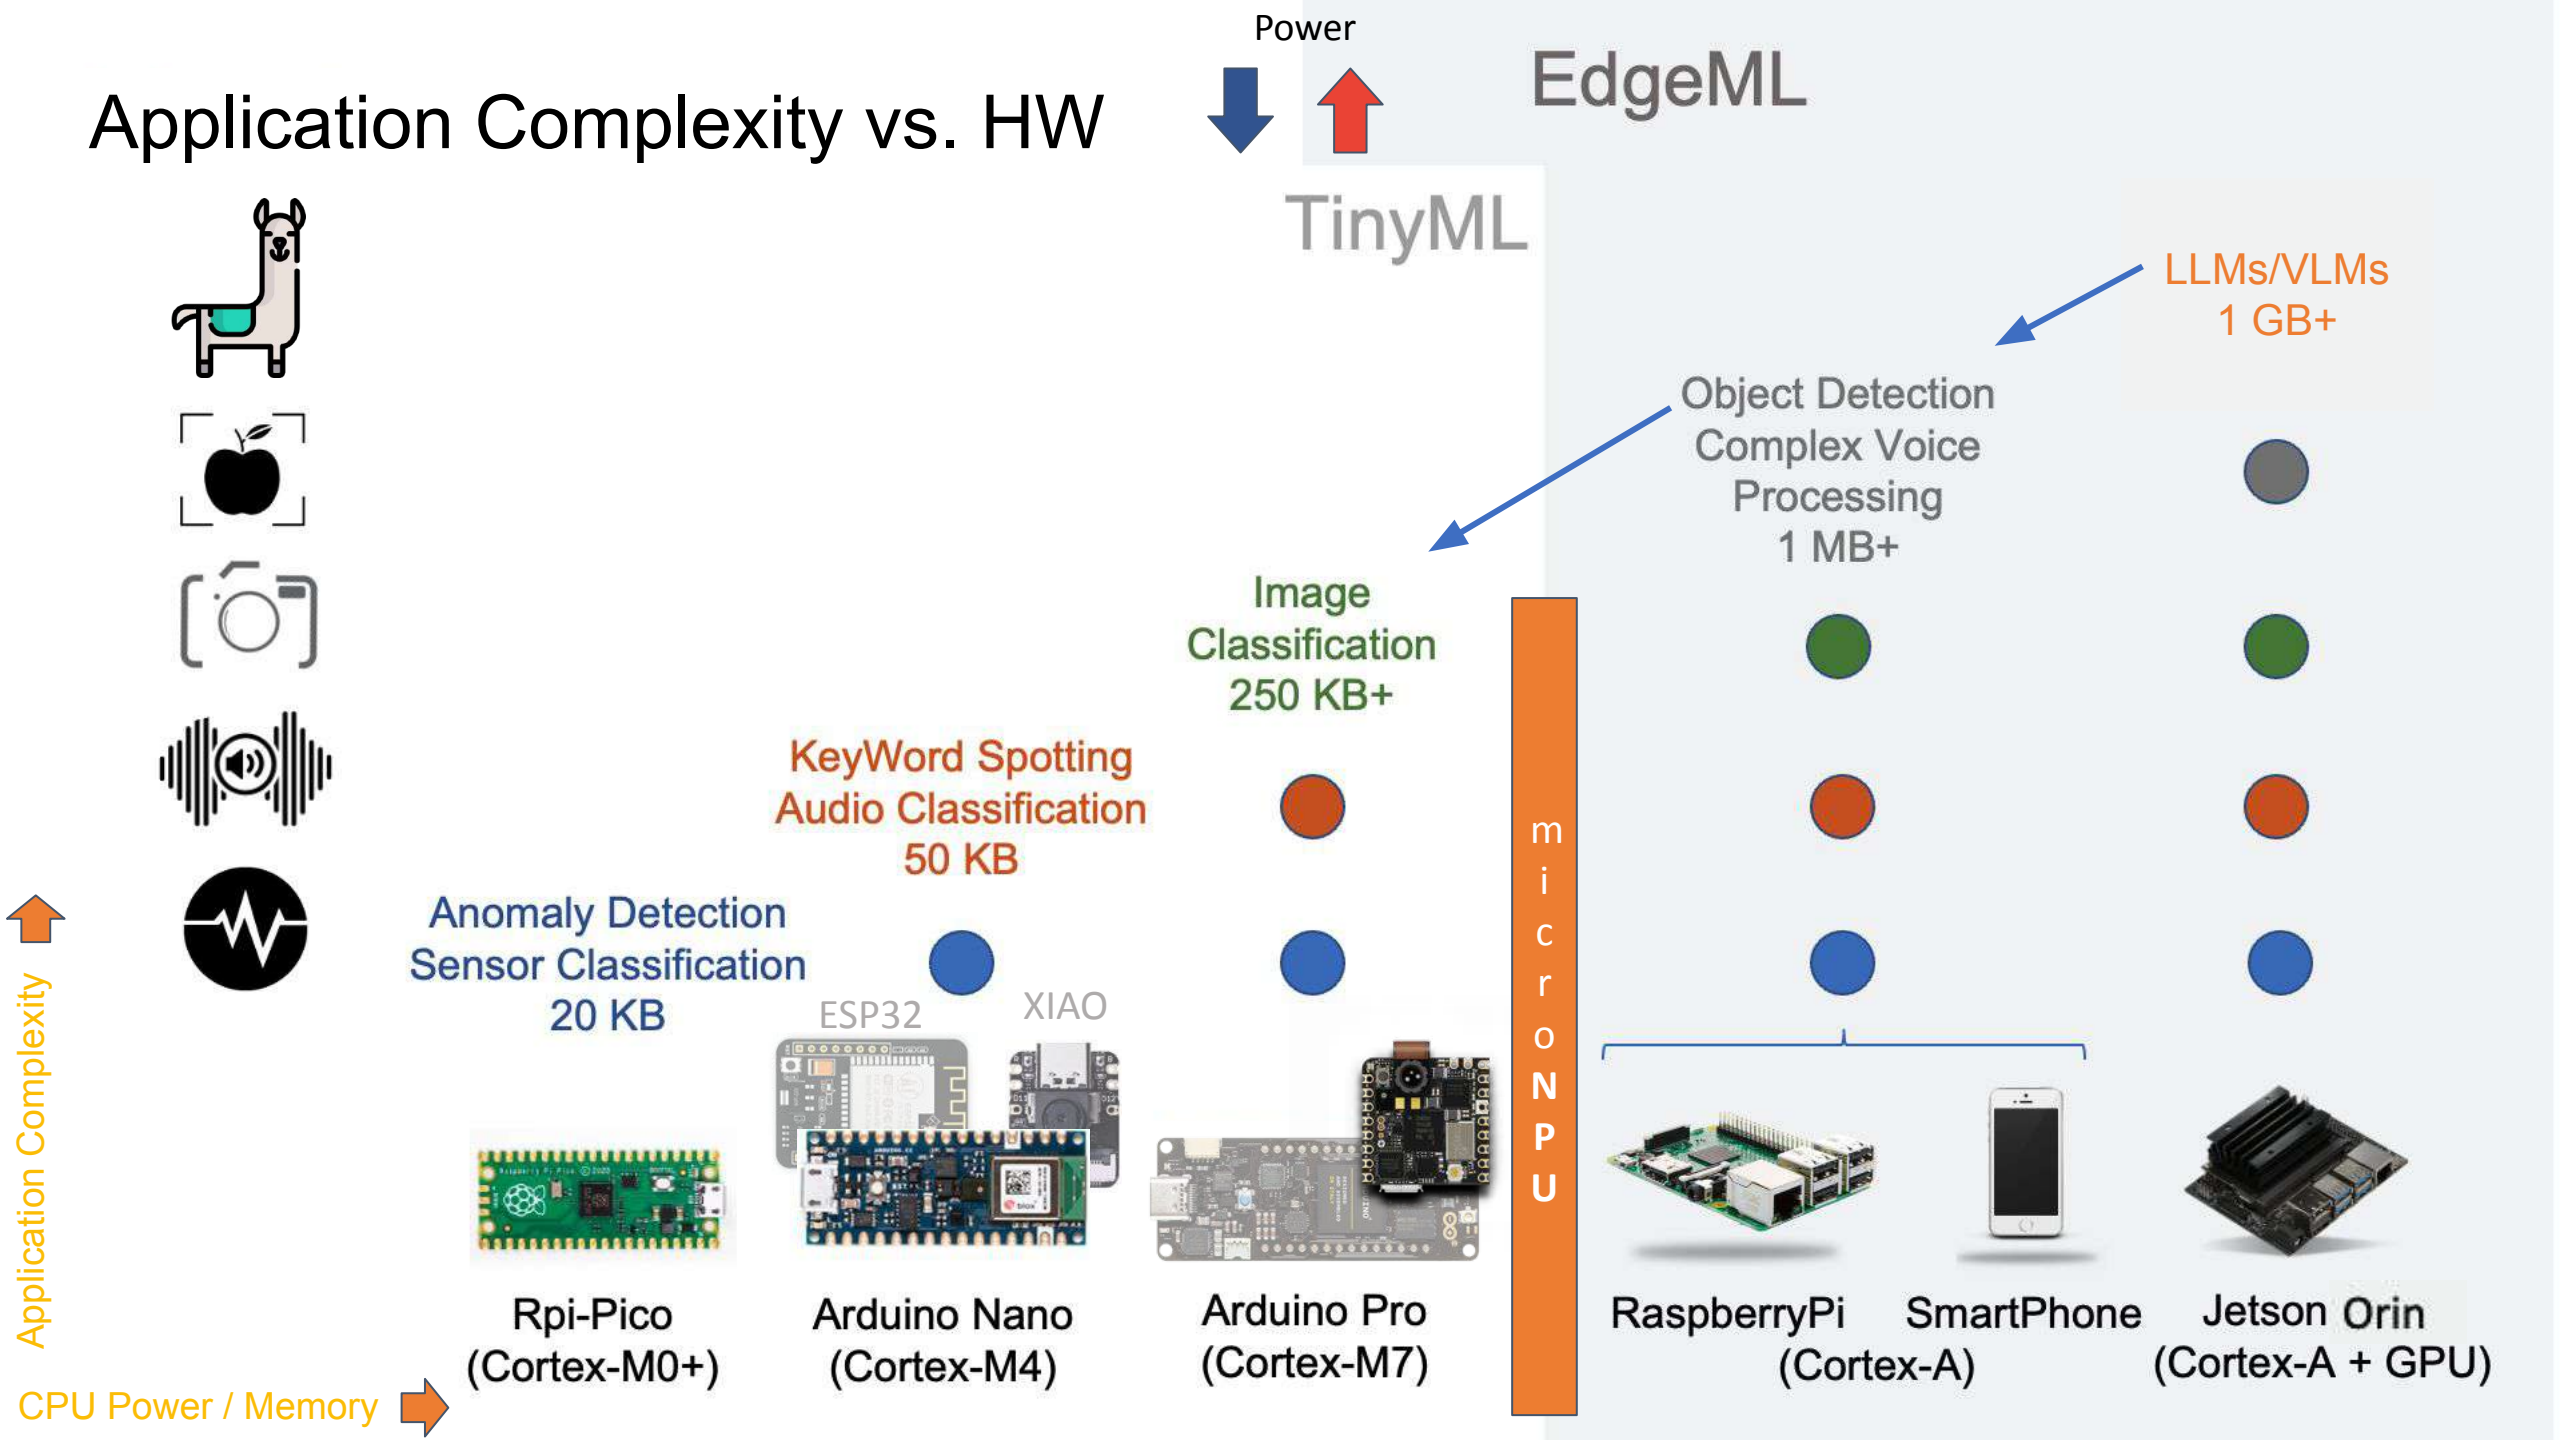 Power
EdgeML
Application Complexity vs. HW
TinyML
LLMs/VLMs
1 GB+
Object Detection
Complex Voice
Processing
1 MB+
Image
Classification
250 KB+
KeyWord Spotting
Audio Classification
50 KB
Anomaly Detection
Sensor Classification
20 KB
ESP32
XIAO
microNPU
Rpi-Pico
(Cortex-M0+)
Arduino Nano
(Cortex-M4)
Arduino Pro
(Cortex-M7)
RaspberryPi
SmartPhone
(Cortex-A)
Jetson Orin
(Cortex-A + GPU)
Application Complexity
CPU Power / Memory